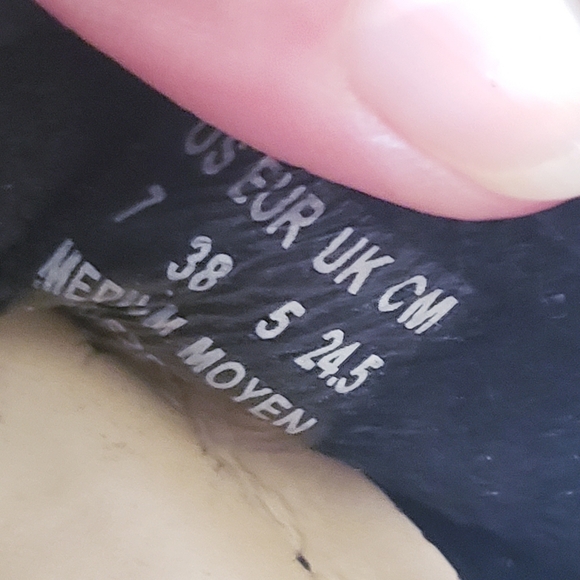 US EUR UK CM
7 38 5 24.5
MEDIUM MOYEN